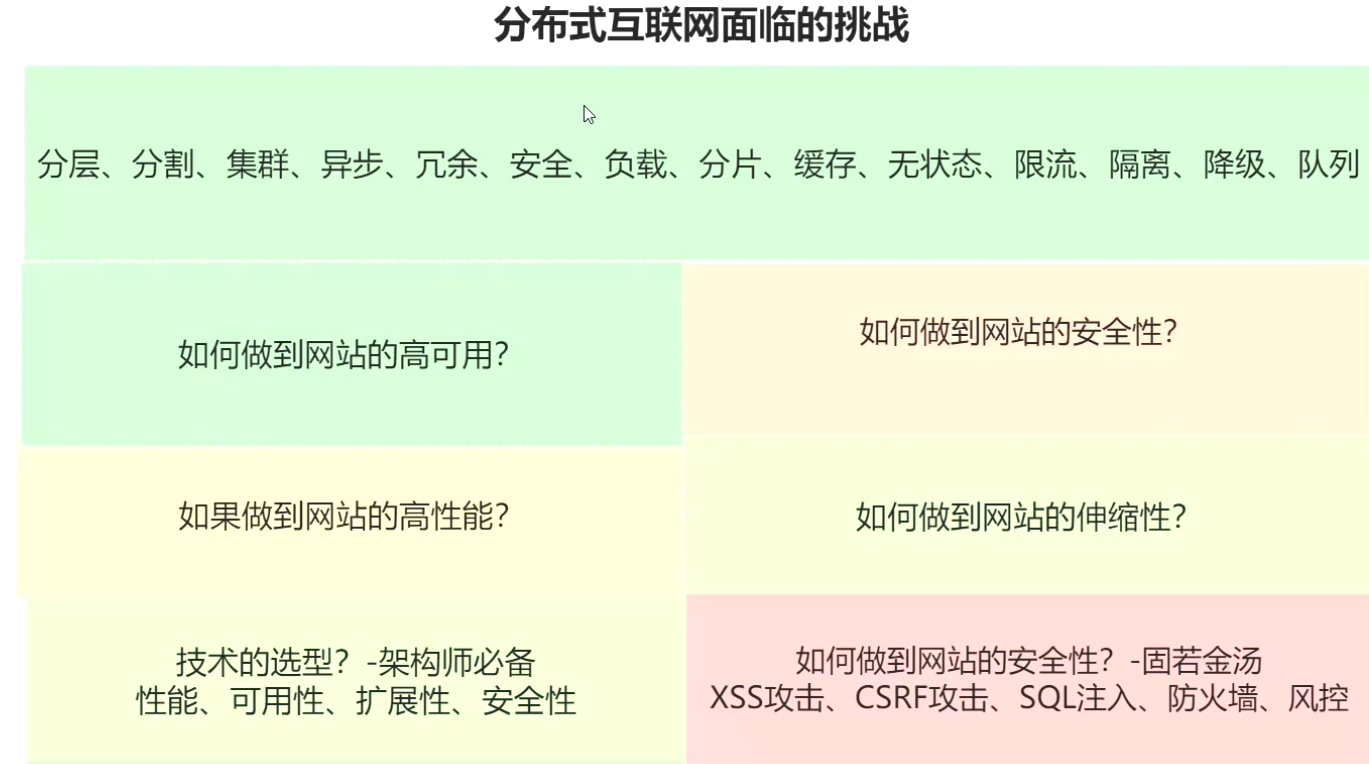 分布式互联网面临的挑战
分层、分割、集群、异步、冗余、安全、负载、分片、缓存、无状态、限流、隔离、降级、队列
如何做到网站的高可用？
如何做到网站的安全性？
如果做到网站的高性能？
如何做到网站的伸缩性？
技术的选型？-架构师必备
性能、可用性、扩展性、安全性
如何做到网站的安全性？-固若金汤
XSS攻击、CSRF攻击、SQL注入、防火墙、风控